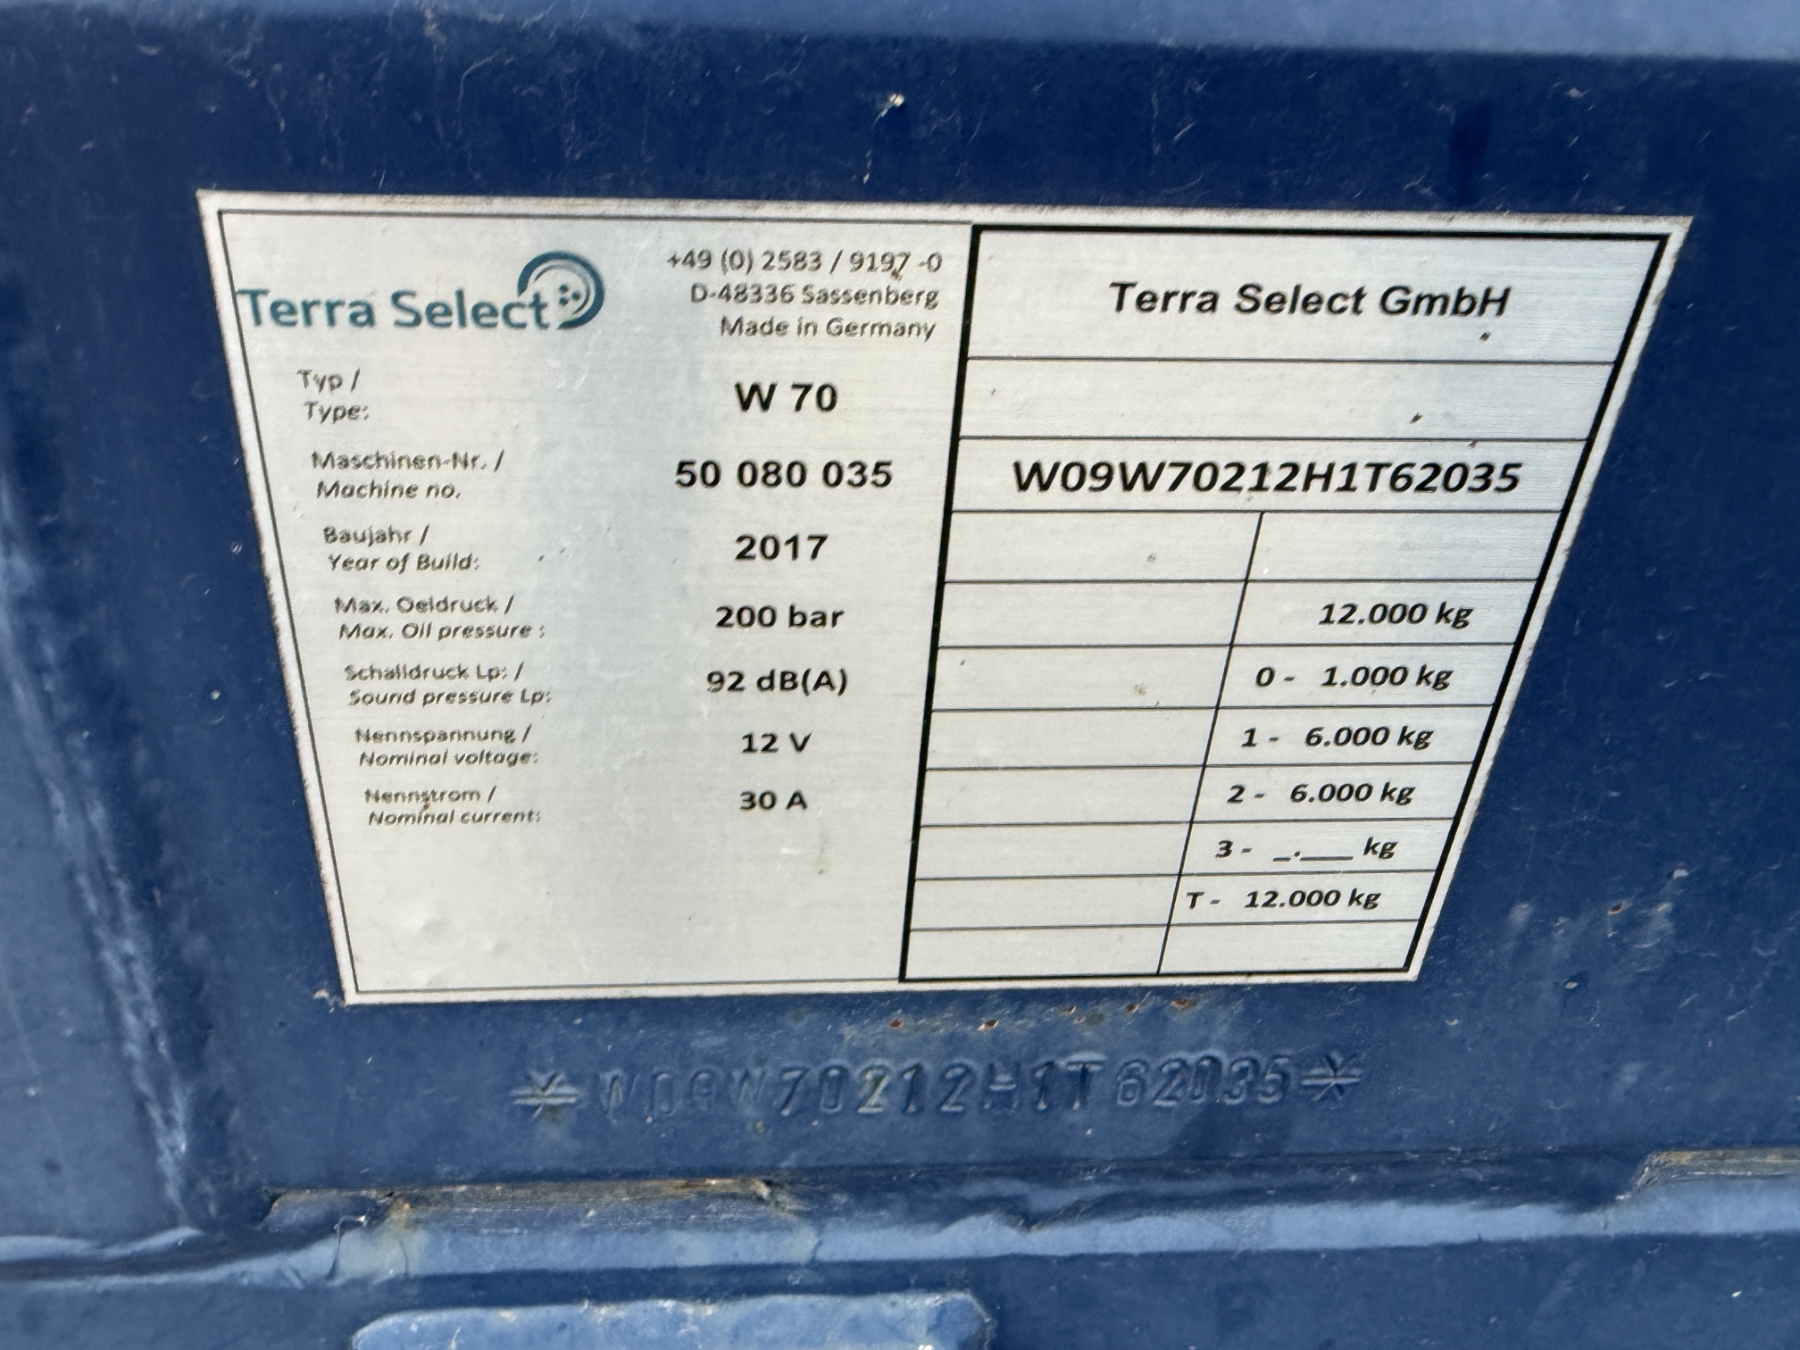 Terra Select
+49 (0) 2583 / 9197 -0
D-48336 Sassenberg
Made in Germany
Typ /
Type:
W 70
Maschinen-Nr. /
Machine no.
50 080 035
Baujahr /
Year of Build:
2017
Max. Oeldruck /
Max. Oil pressure :
200 bar
Schalldruck Lp: /
Sound pressure Lp:
92 dB(A)
Nennspannung /
Nominal voltage:
12 V
Nennstrom /
Nominal current:
30 A
Terra Select GmbH
W09W70212H1T62035
12.000 kg
0 - 1.000 kg
1 - 6.000 kg
2 - 6.000 kg
3 - _.___ kg
T - 12.000 kg
W09W70212H1T62035